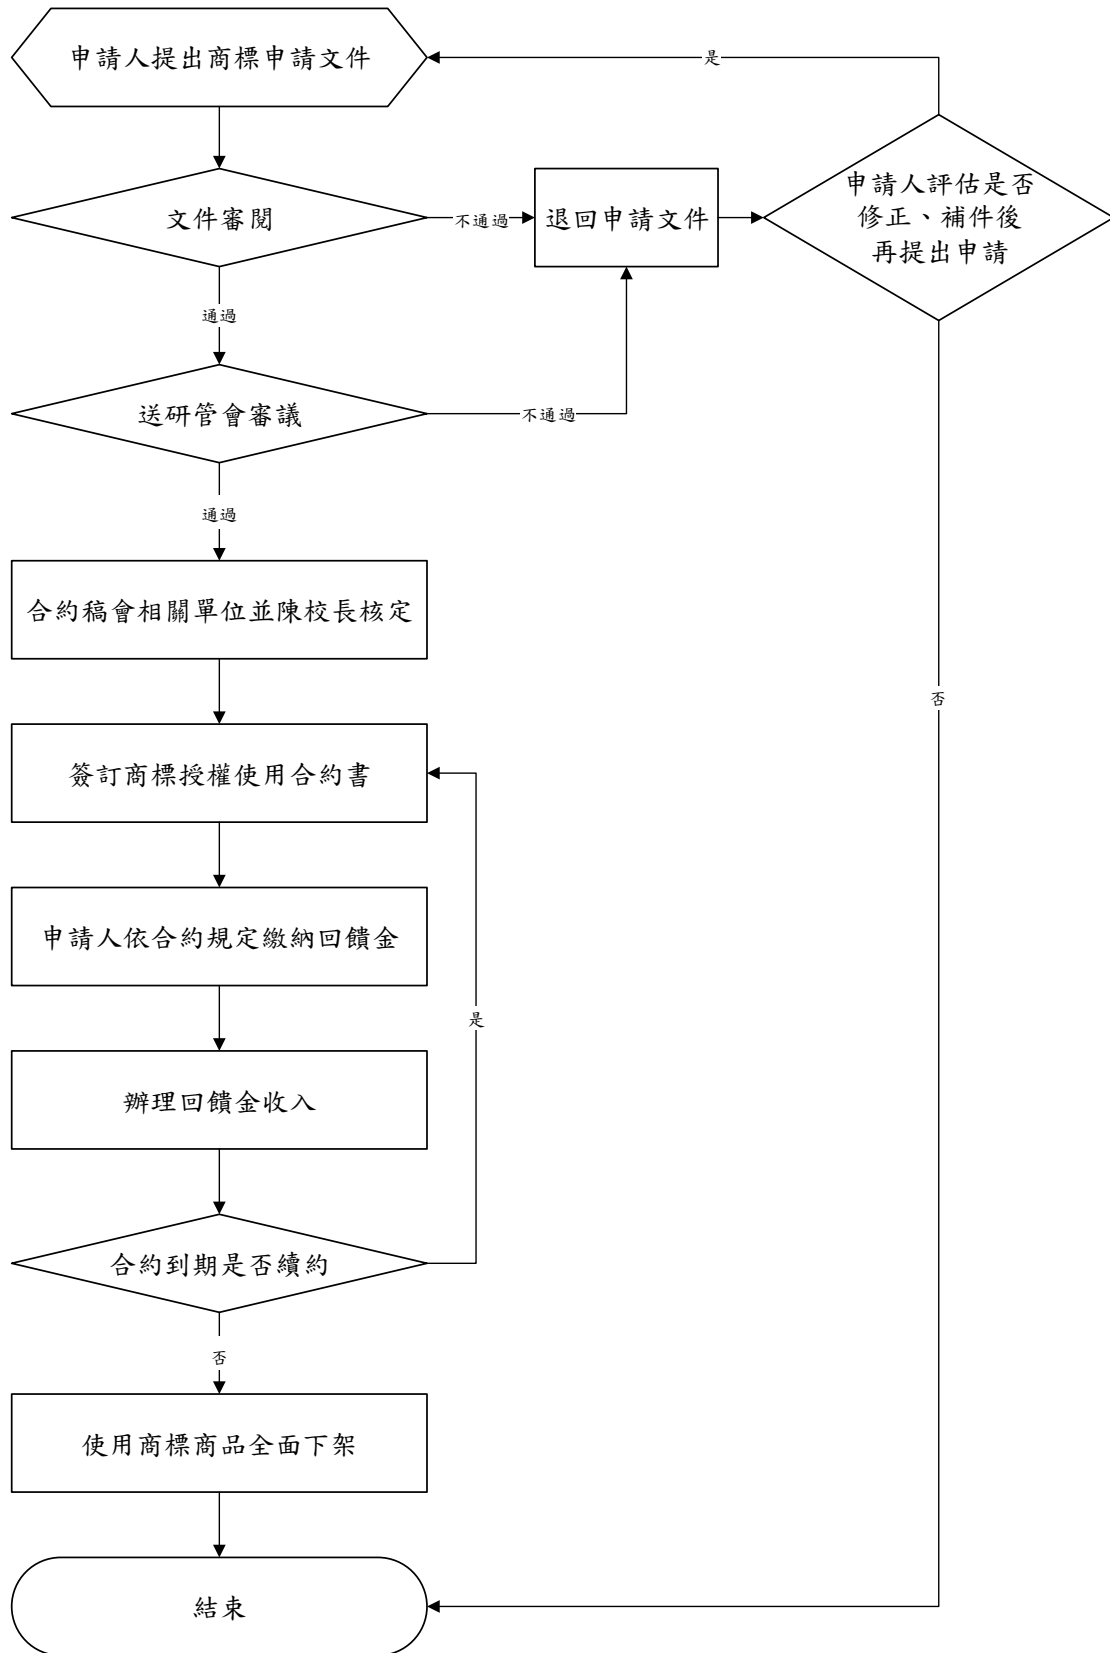 申請人提出商標申請文件
是
文件審閱
不通過
退回申請文件
申請人評估是否
修正、補件後
再提出申請
通過
送研管會審議
不通過
通過
合約稿會相關單位並陳校長核定
否
簽訂商標授權使用合約書
申請人依合約規定繳納回饋金
是
辦理回饋金收入
合約到期是否續約
否
使用商標商品全面下架
結束